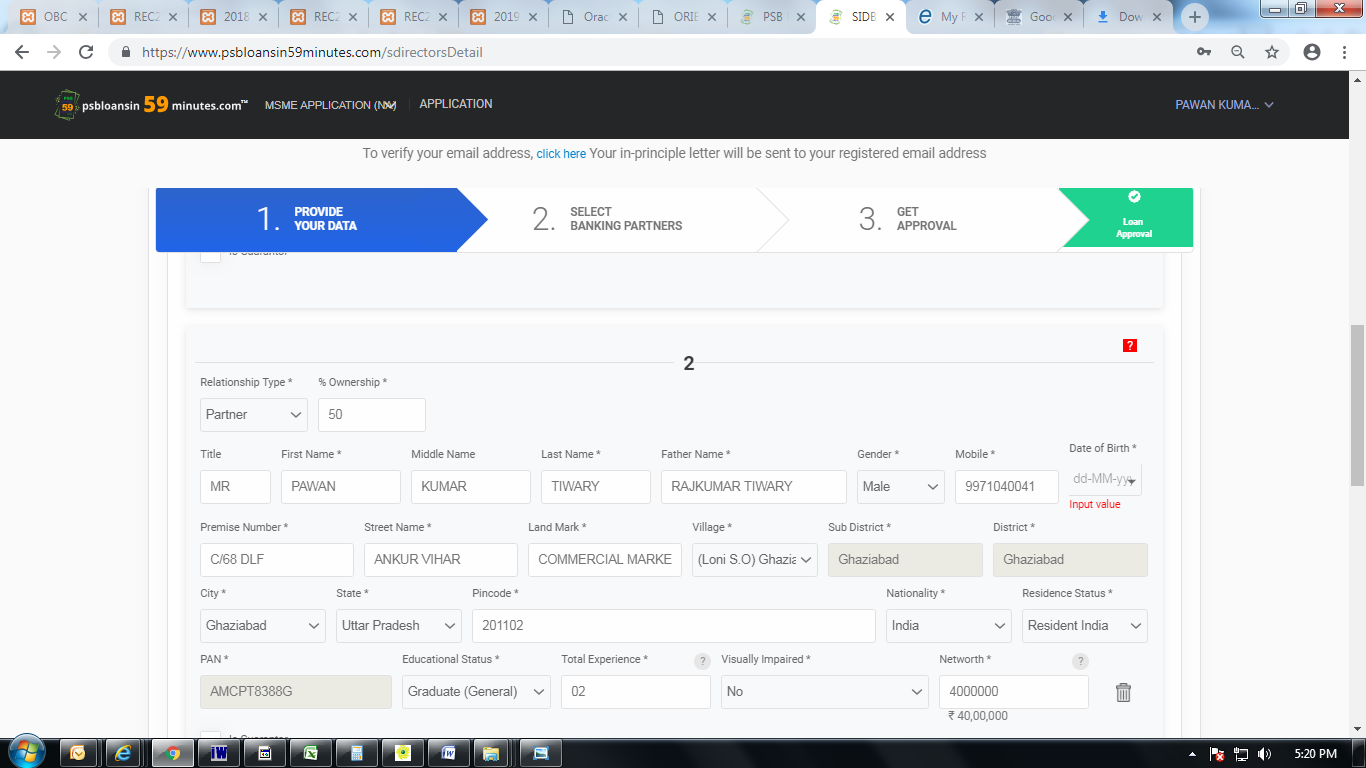 OBC
REC2
2018
REC2
REC2
2019
Orac
ORIE
PSB
SIDB
My F
Goo
Dow
https://www.psbloansin59minutes.com/sdirectorsDetail
psbloansin 59 minutes.com™ MSME APPLICATION APPLICATION PAWAN KUMA...
To verify your email address, click here Your in-principle letter will be sent to your registered email address
1. PROVIDE YOUR DATA
2. SELECT BANKING PARTNERS
3. GET APPROVAL
Loan Approval
Is Guarantor
2
?
Relationship Type * % Ownership *
Partner 50
Title First Name * Middle Name Last Name * Father Name * Gender * Mobile * Date of Birth *
MR PAWAN KUMAR TIWARY RAJKUMAR TIWARY Male 9971040041 dd-MM-yy
Input value
Premise Number * Street Name * Land Mark * Village * Sub District * District *
C/68 DLF ANKUR VIHAR COMMERCIAL MARKE (Loni S.O) Ghazia Ghaziabad Ghaziabad
City * State * Pincode * Nationality * Residence Status *
Ghaziabad Uttar Pradesh 201102 India Resident India
PAN * Educational Status * Total Experience * ? Visually Impaired * Networth * ?
AMCPT8388G Graduate (General) 02 No 4000000
₹ 40,00,000
Is Guarantor
5:20 PM